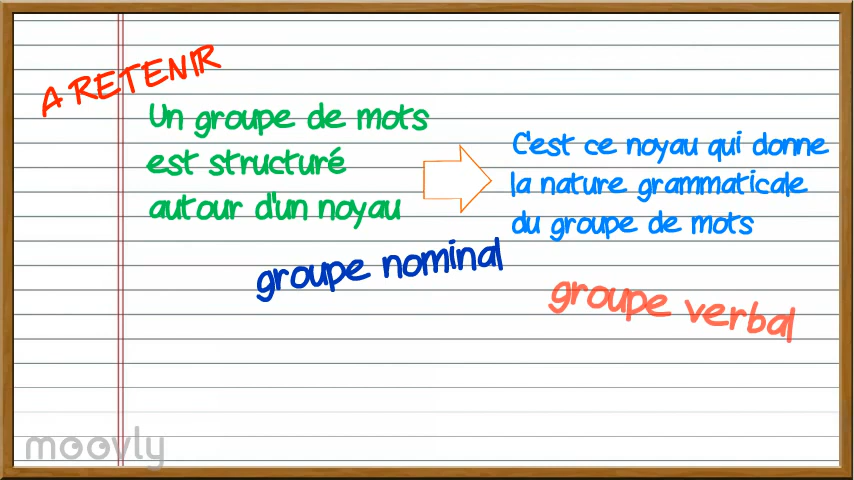 A RETENIR
Un groupe de mots
est structuré
autour d'un noyau
C'est ce noyau qui donne
la nature grammaticale
du groupe de mots
groupe nominal
groupe verbal
moovly